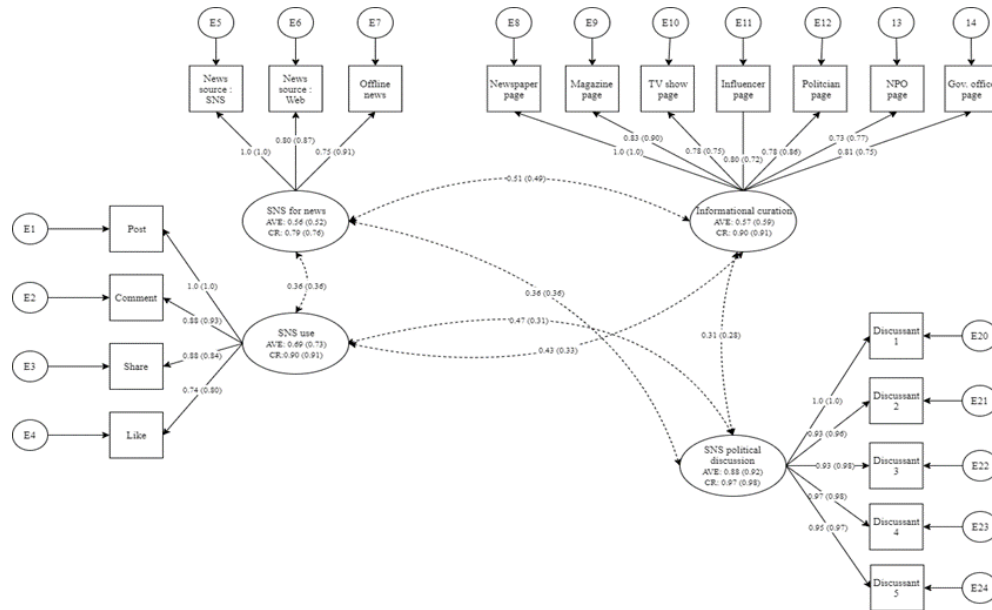 E5
E6
E7
E8
E9
E10
E11
E12
13
14
News
source :
SNS
News
source : Web
Offline
news
Newspaper
page
Magazine
page
TV show
page
Influencer
page
Politcian
page
NPO
page
Gov. office
page
1.0 (1.0)
0.80 (0.87)
0.75 (0.91)
1.0 (1.0)
0.83 (0.90)
0.78 (0.75)
0.80 (0.72)
0.78 (0.86)
0.73 (0.77)
0.81 (0.75)
0.51 (0.49)
SNS for news
AVE: 0.56 (0.52)
CR: 0.79 (0.76)
Informational curation
AVE: 0.57 (0.59)
CR: 0.90 (0.91)
E1
Post
E2
Comment
E3
Share
E4
Like
1.0 (1.0)
0.88 (0.93)
0.88 (0.84)
0.74 (0.80)
0.36 (0.36)
SNS use
AVE: 0.69 (0.73)
CR:0.90 (0.91)
0.36 (0.36)
0.47 (0.31)
0.43 (0.33)
0.31 (0.28)
SNS political
discussion
AVE: 0.88 (0.92)
CR: 0.97 (0.98)
1.0 (1.0)
0.93 (0.96)
0.93 (0.98)
0.97 (0.98)
0.95 (0.97)
Discussant
1
E20
Discussant
2
E21
Discussant
3
E22
Discussant
4
E23
Discussant
5
E24